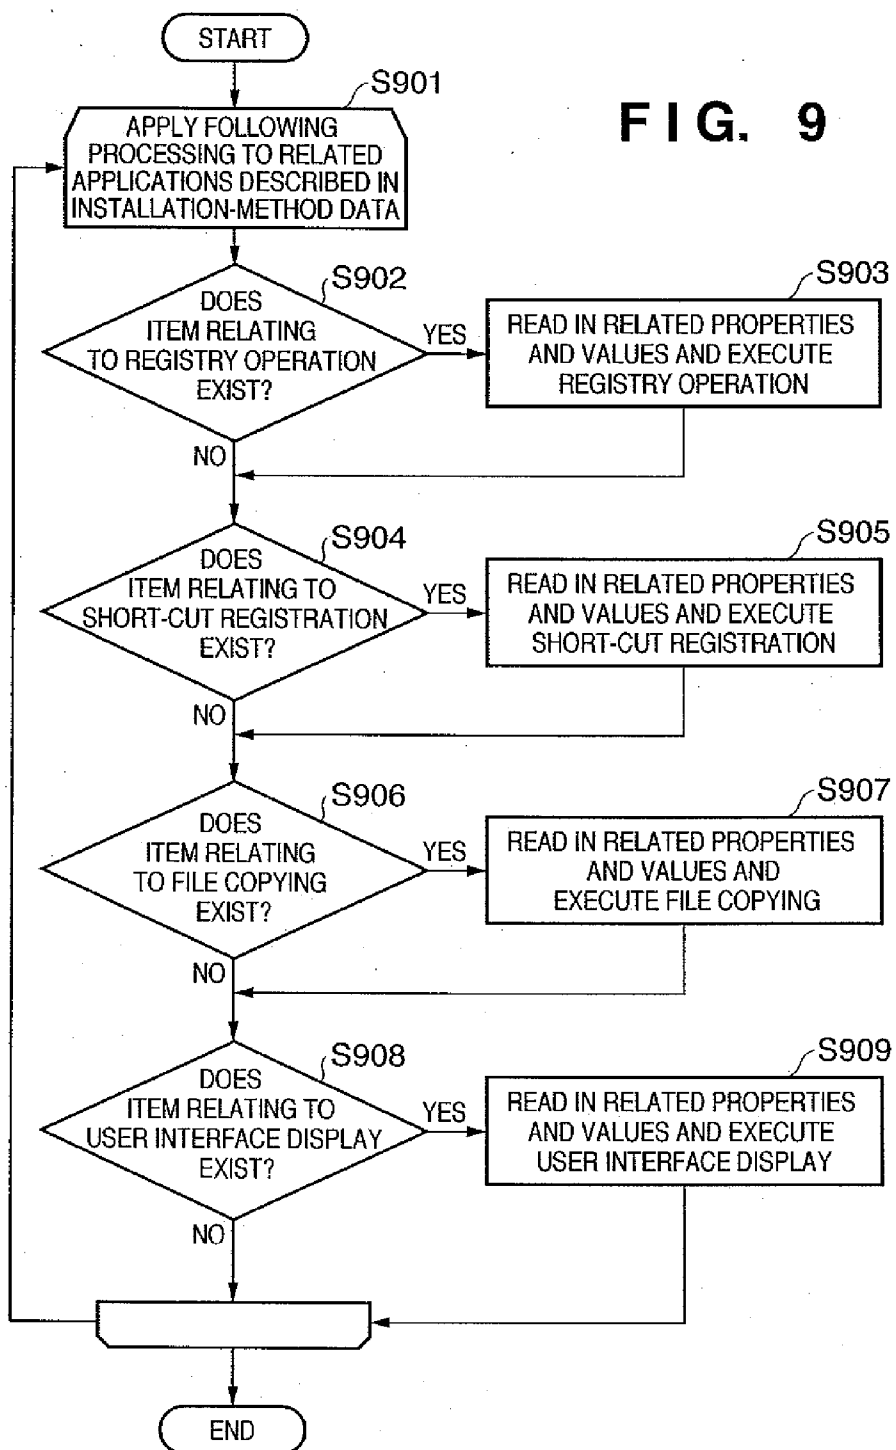 START
S901
FIG. 9
APPLY FOLLOWING
PROCESSING TO RELATED
APPLICATIONS DESCRIBED IN
INSTALLATION-METHOD DATA
S902
DOES
ITEM RELATING
TO REGISTRY OPERATION
EXIST?
YES
NO
S903
READ IN RELATED PROPERTIES
AND VALUES AND EXECUTE
REGISTRY OPERATION
S904
DOES
ITEM RELATING TO
SHORT-CUT REGISTRATION
EXIST?
YES
NO
S905
READ IN RELATED PROPERTIES
AND VALUES AND EXECUTE
SHORT-CUT REGISTRATION
S906
DOES
ITEM RELATING
TO FILE COPYING
EXIST?
YES
NO
S907
READ IN RELATED PROPERTIES
AND VALUES AND
EXECUTE FILE COPYING
S908
DOES
ITEM RELATING TO
USER INTERFACE DISPLAY
EXIST?
YES
NO
S909
READ IN RELATED PROPERTIES
AND VALUES AND EXECUTE
USER INTERFACE DISPLAY
END